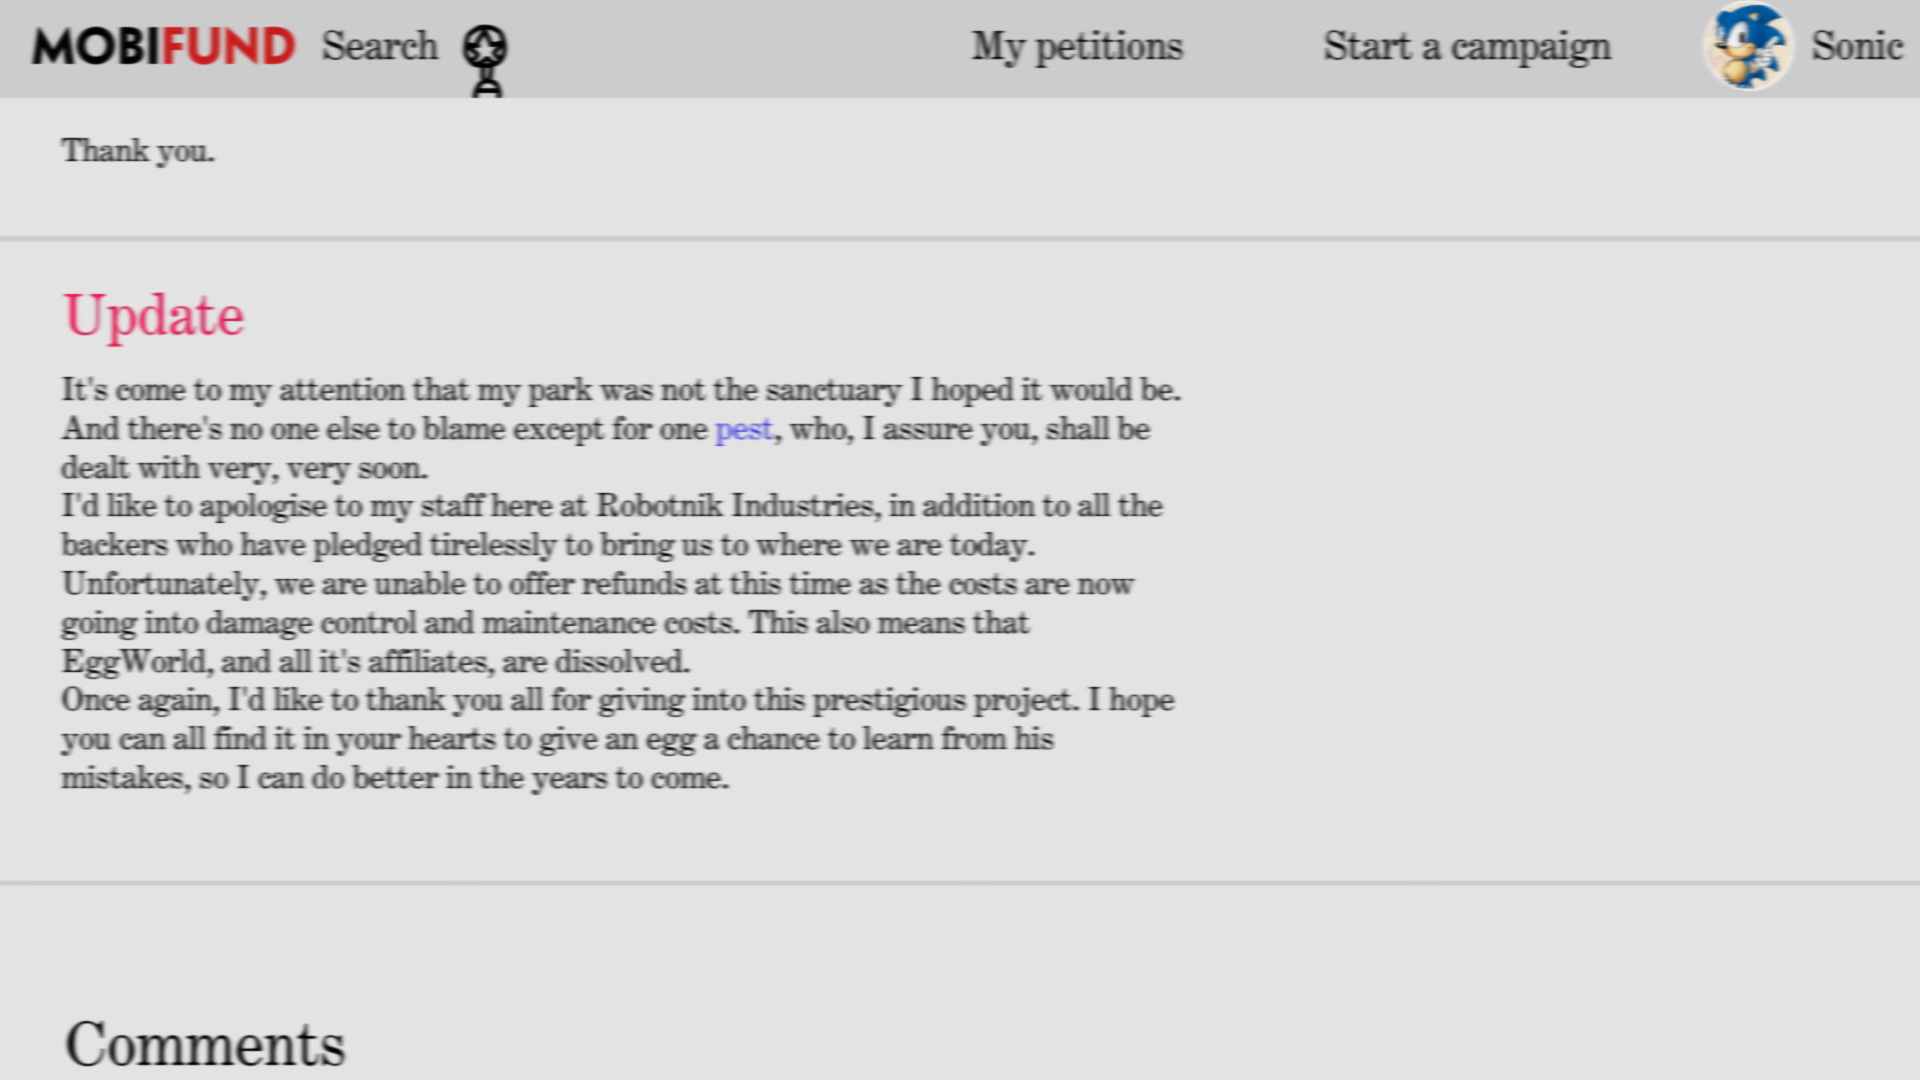 MOBIFUND Search My petitions Start a campaign Sonic
Thank you.
Update
It's come to my attention that my park was not the sanctuary I hoped it would be.
And there's no one else to blame except for one pest, who, I assure you, shall be
dealt with very, very soon.
I'd like to apologise to my staff here at Robotnik Industries, in addition to all the
backers who have pledged tirelessly to bring us to where we are today.
Unfortunately, we are unable to offer refunds at this time as the costs are now
going into damage control and maintenance costs. This also means that
EggWorld, and all it's affiliates, are dissolved.
Once again, I'd like to thank you all for giving into this prestigious project. I hope
you can all find it in your hearts to give an egg a chance to learn from his
mistakes, so I can do better in the years to come.
Comments